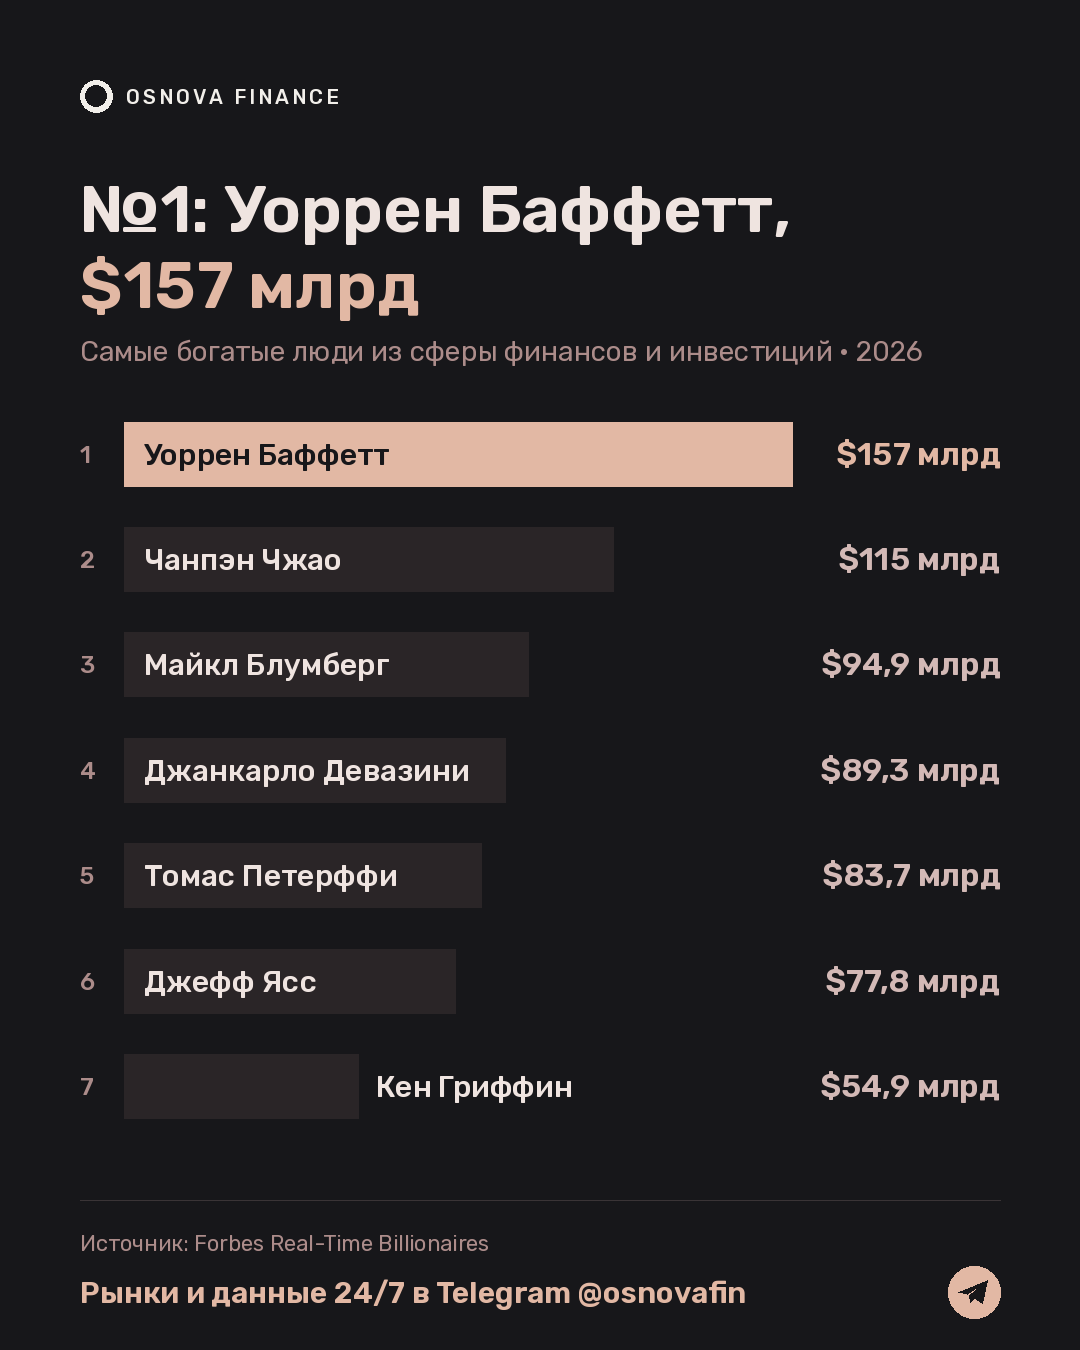 OSNOVA FINANCE
№1: Уоррен Баффетт,
$157 млрд
Самые богатые люди из сферы финансов и инвестиций • 2026
1 Уоррен Баффетт $157 млрд
2 Чанпэн Чжао $115 млрд
3 Майкл Блумберг $94,9 млрд
4 Джанкарло Девазини $89,3 млрд
5 Томас Петерффи $83,7 млрд
6 Джефф Ясс $77,8 млрд
7 Кен Гриффин $54,9 млрд
Источник: Forbes Real-Time Billionaires
Рынки и данные 24/7 в Telegram @osnovafin